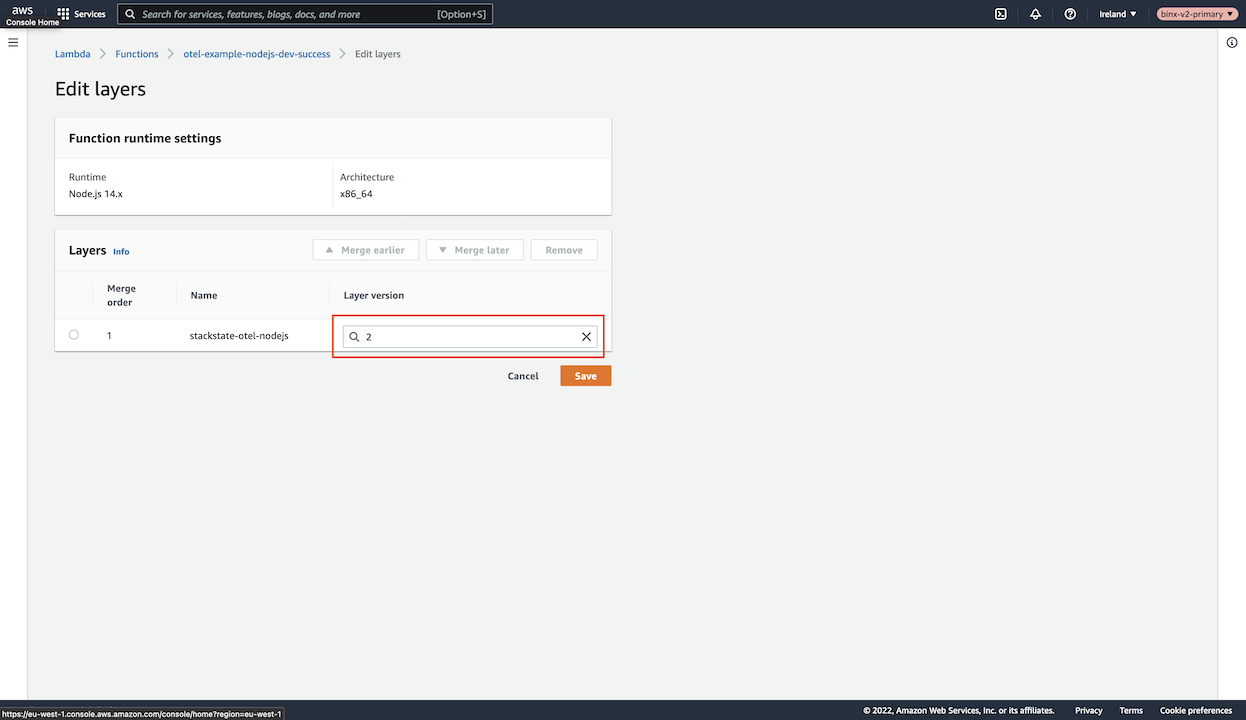 aws
Services
Search for services, features, blogs, docs, and more [Option+S]
Ireland
binx-v2-primary
Console Home
Lambda Functions otel-example-nodejs-dev-success Edit layers
Edit layers
Function runtime settings
Runtime Architecture
Node.js 14.x x86_64
Layers Info Merge earlier Merge later Remove
Merge order Name Layer version
1 stackstate-otel-nodejs 2
Cancel Save
https://eu-west-1.console.aws.amazon.com/console/home?region=eu-west-1
© 2022, Amazon Web Services, Inc. or its affiliates. Privacy Terms Cookie preferences